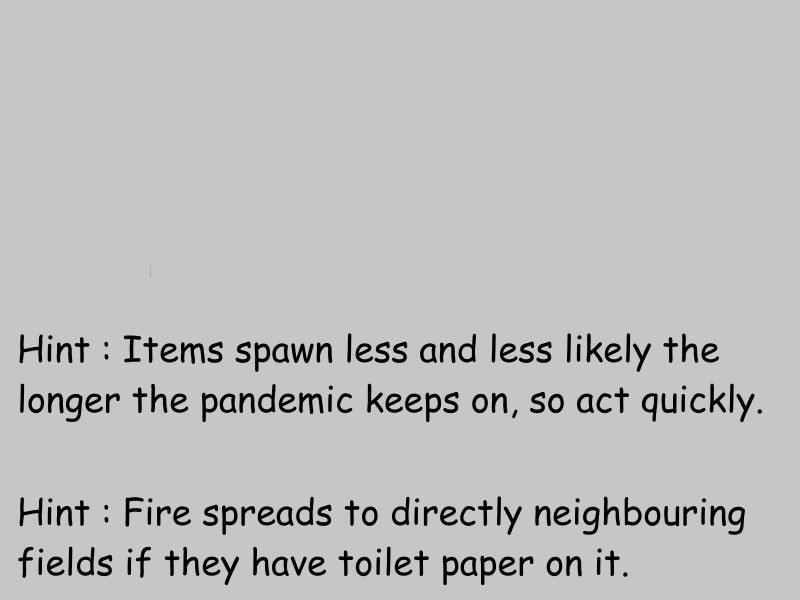 Hint : Items spawn less and less likely the
longer the pandemic keeps on, so act quickly.
Hint : Fire spreads to directly neighbouring
fields if they have toilet paper on it.